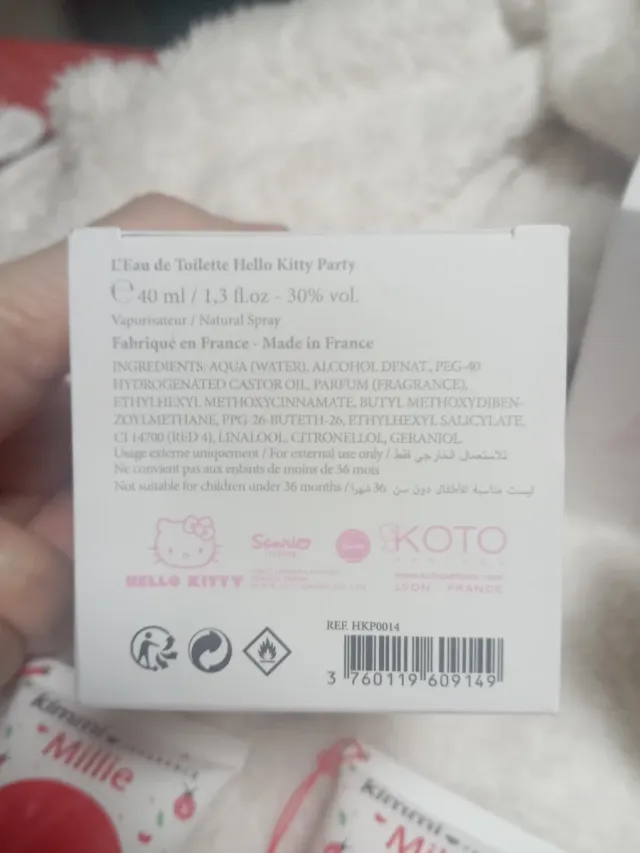 L'Eau de Toilette Hello Kitty Party
℮ 40 ml / 1,3 fl.oz - 30% vol.
Vaporisateur / Natural Spray
Fabriqué en France - Made in France
INGREDIENTS: AQUA (WATER), ALCOHOL DENAT., PEG-40
HYDROGENATED CASTOR OIL, PARFUM (FRAGRANCE),
ETHYLHEXYL METHOXYCINNAMATE, BUTYL METHOXYDIBEN-
ZOYLMETHANE, PPG-26-BUTETH-26, ETHYLHEXYL SALICYLATE,
CI 14700 (RED 4), LINALOOL, CITRONELLOL, GERANIOL.
Usage externe uniquement / For external use only / للاستعمال الخارجي فقط
Ne convient pas aux enfants de moins de 36 mois
Not suitable for children under 36 months / ليست مناسبة للأطفال دون سن 36 شهرا
HELLO KITTY
Sanrio
KOTO
PARFUMS
LYON - FRANCE
REF. HKP0014
3 760119 609149
kimmi
Millie
kimmi